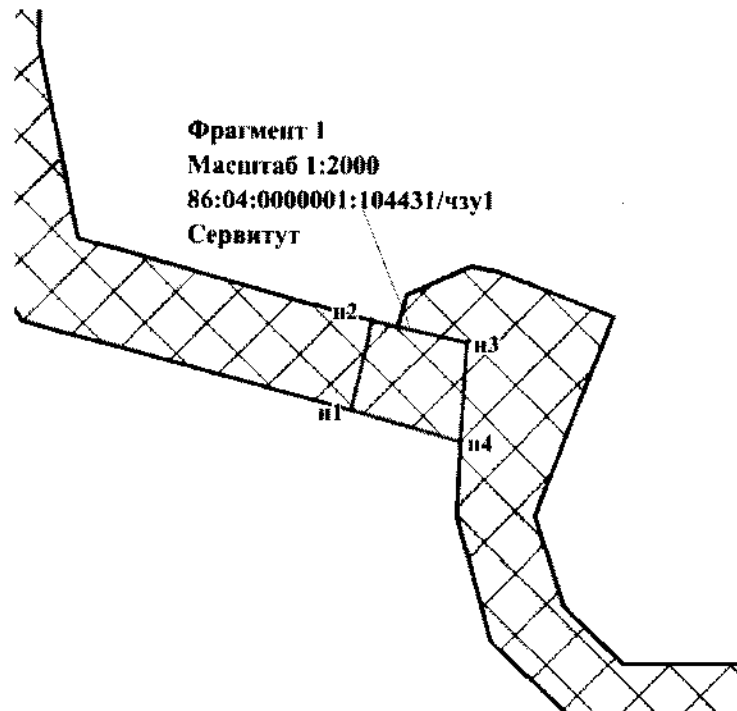 Фрагмент 1
Масштаб 1:2000
86:04:0000001:104431/чзу1
Сервитут
н2
н3
н1
н4